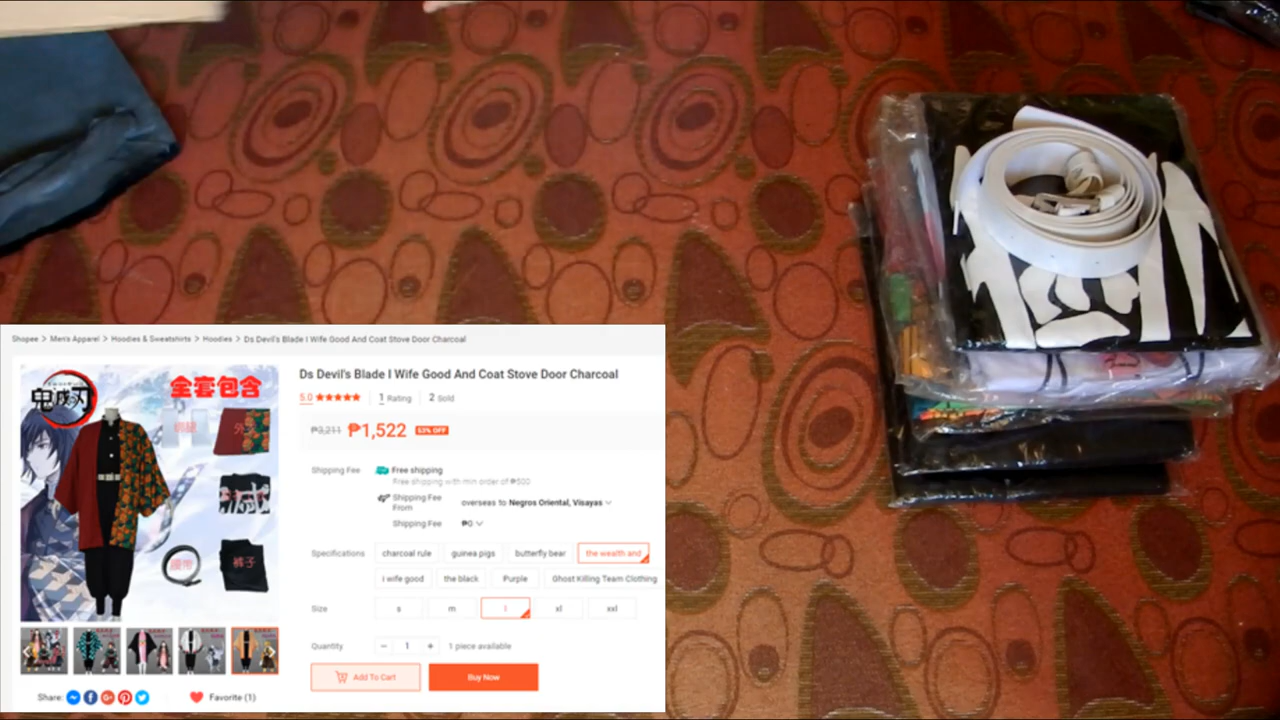 Shopee > Men's Apparel > Hoodies & Sweatshirts > Hoodies > Ds Devil's Blade I Wife Good And Coat Stove Door Charcoal
鬼滅刃
全套包含
外
腰带
裤子
Ds Devil's Blade I Wife Good And Coat Stove Door Charcoal
5.0 1 Rating 2 Sold
₱3,211 ₱1,522 53% OFF
Shipping Fee Free shipping
Free shipping with min order of ₱500
Shipping Fee From overseas to Negros Oriental, Visayas
Shipping Fee ₱0
Specifications charcoal rule guinea pigs butterfly bear the wealth and
i wife good the black Purple Ghost Killing Team Clothing
Size s m l xl xxl
Quantity − 1 + 1 piece available
Add To Cart Buy Now
Share: Favorite (1)